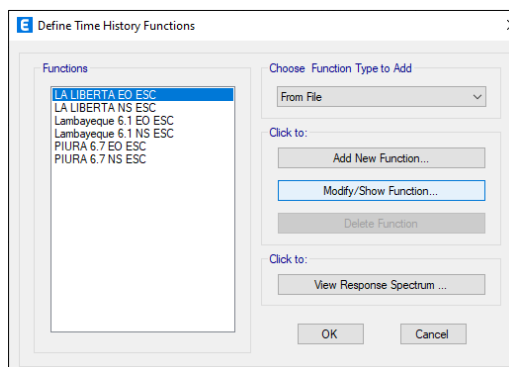 E Define Time History Functions
Functions
LA LIBERTA EO ESC
LA LIBERTA NS ESC
Lambayeque 6.1 EO ESC
Lambayeque 6.1 NS ESC
PIURA 6.7 EO ESC
PIURA 6.7 NS ESC
Choose Function Type to Add
From File
Click to:
Add New Function...
Modify/Show Function...
Delete Function
Click to:
View Response Spectrum ...
OK
Cancel